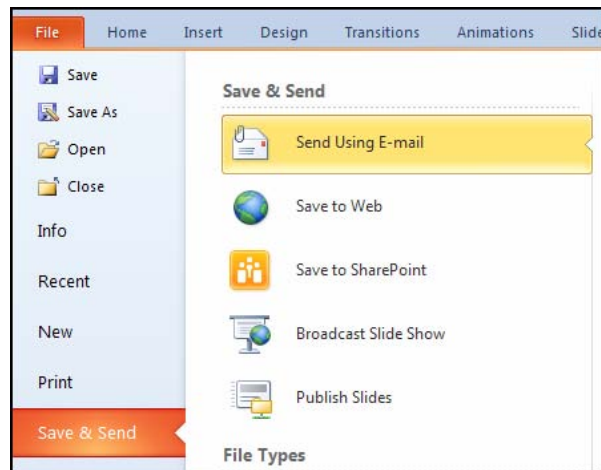 File Home Insert Design Transitions Animations Slide
Save
Save As
Open
Close
Info
Recent
New
Print
Save & Send
Save & Send
Send Using E-mail
Save to Web
Save to SharePoint
Broadcast Slide Show
Publish Slides
File Types